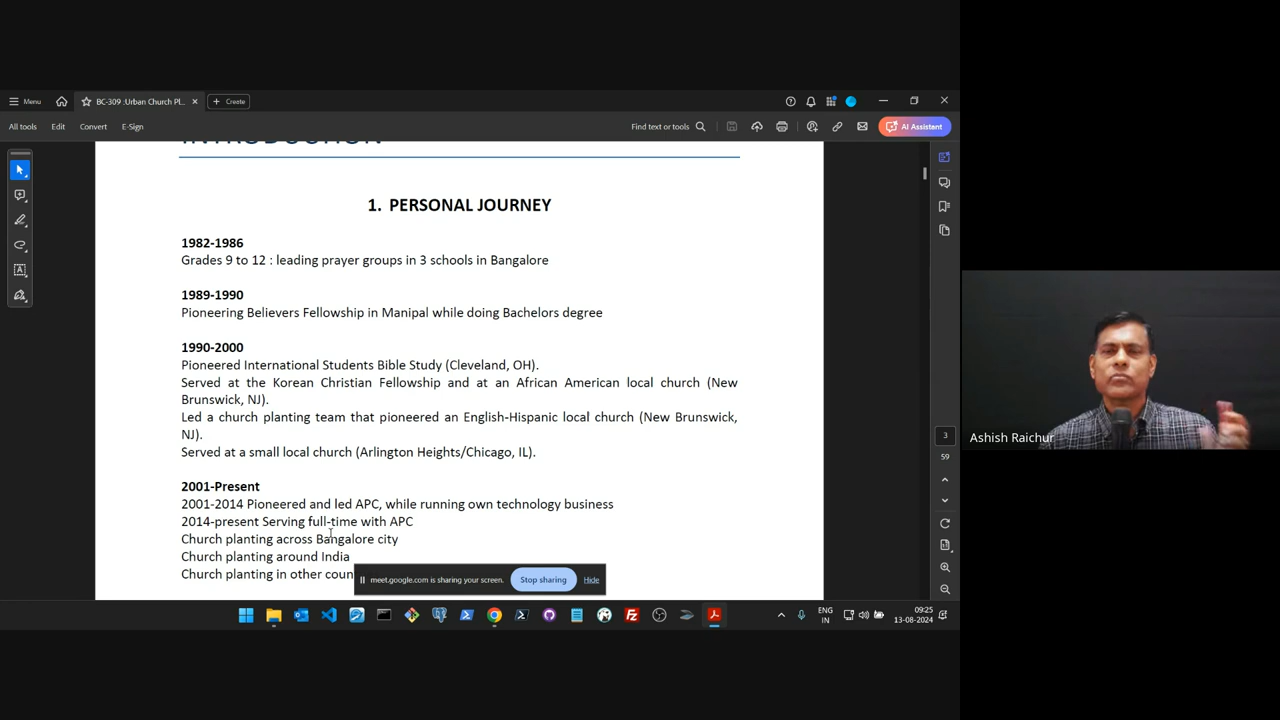 Menu
BC-309 :Urban Church Pl...
Create
All tools
Edit
Convert
E-Sign
Find text or tools
AI Assistant
INTRODUCTION
1. PERSONAL JOURNEY
1982-1986
Grades 9 to 12 : leading prayer groups in 3 schools in Bangalore
1989-1990
Pioneering Believers Fellowship in Manipal while doing Bachelors degree
1990-2000
Pioneered International Students Bible Study (Cleveland, OH).
Served at the Korean Christian Fellowship and at an African American local church (New
Brunswick, NJ).
Led a church planting team that pioneered an English-Hispanic local church (New Brunswick,
NJ).
Served at a small local church (Arlington Heights/Chicago, IL).
2001-Present
2001-2014 Pioneered and led APC, while running own technology business
2014-present Serving full-time with APC
Church planting across Bangalore city
Church planting around India
Church planting in other coun
meet.google.com is sharing your screen.
Stop sharing
Hide
3
59
ENG
IN
09:25
13-08-2024
Ashish Raichur